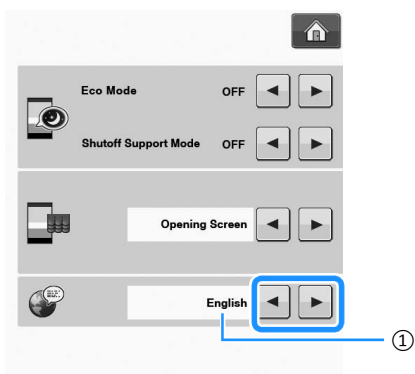 Eco Mode OFF
Shutoff Support Mode OFF
Opening Screen
English
①